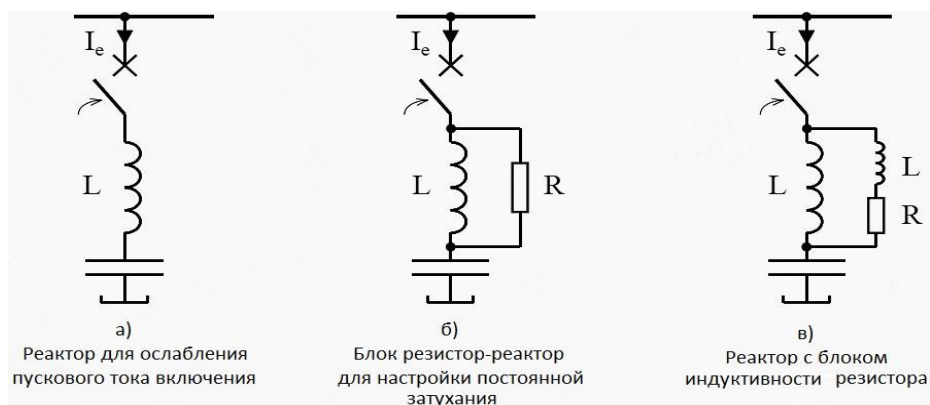 Iₑ
L
а)
Реактор для ослабления
пускового тока включения
Iₑ
L
R
б)
Блок резистор-реактор
для настройки постоянной
затухания
Iₑ
L
L
R
в)
Реактор с блоком
индуктивности резистора